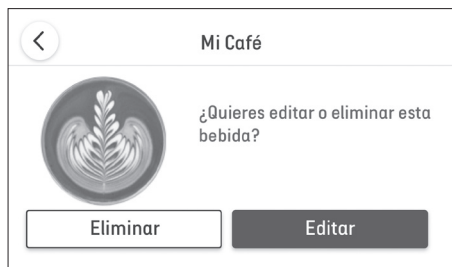 Mi Café
¿Quieres editar o eliminar esta
bebida?
Eliminar
Editar